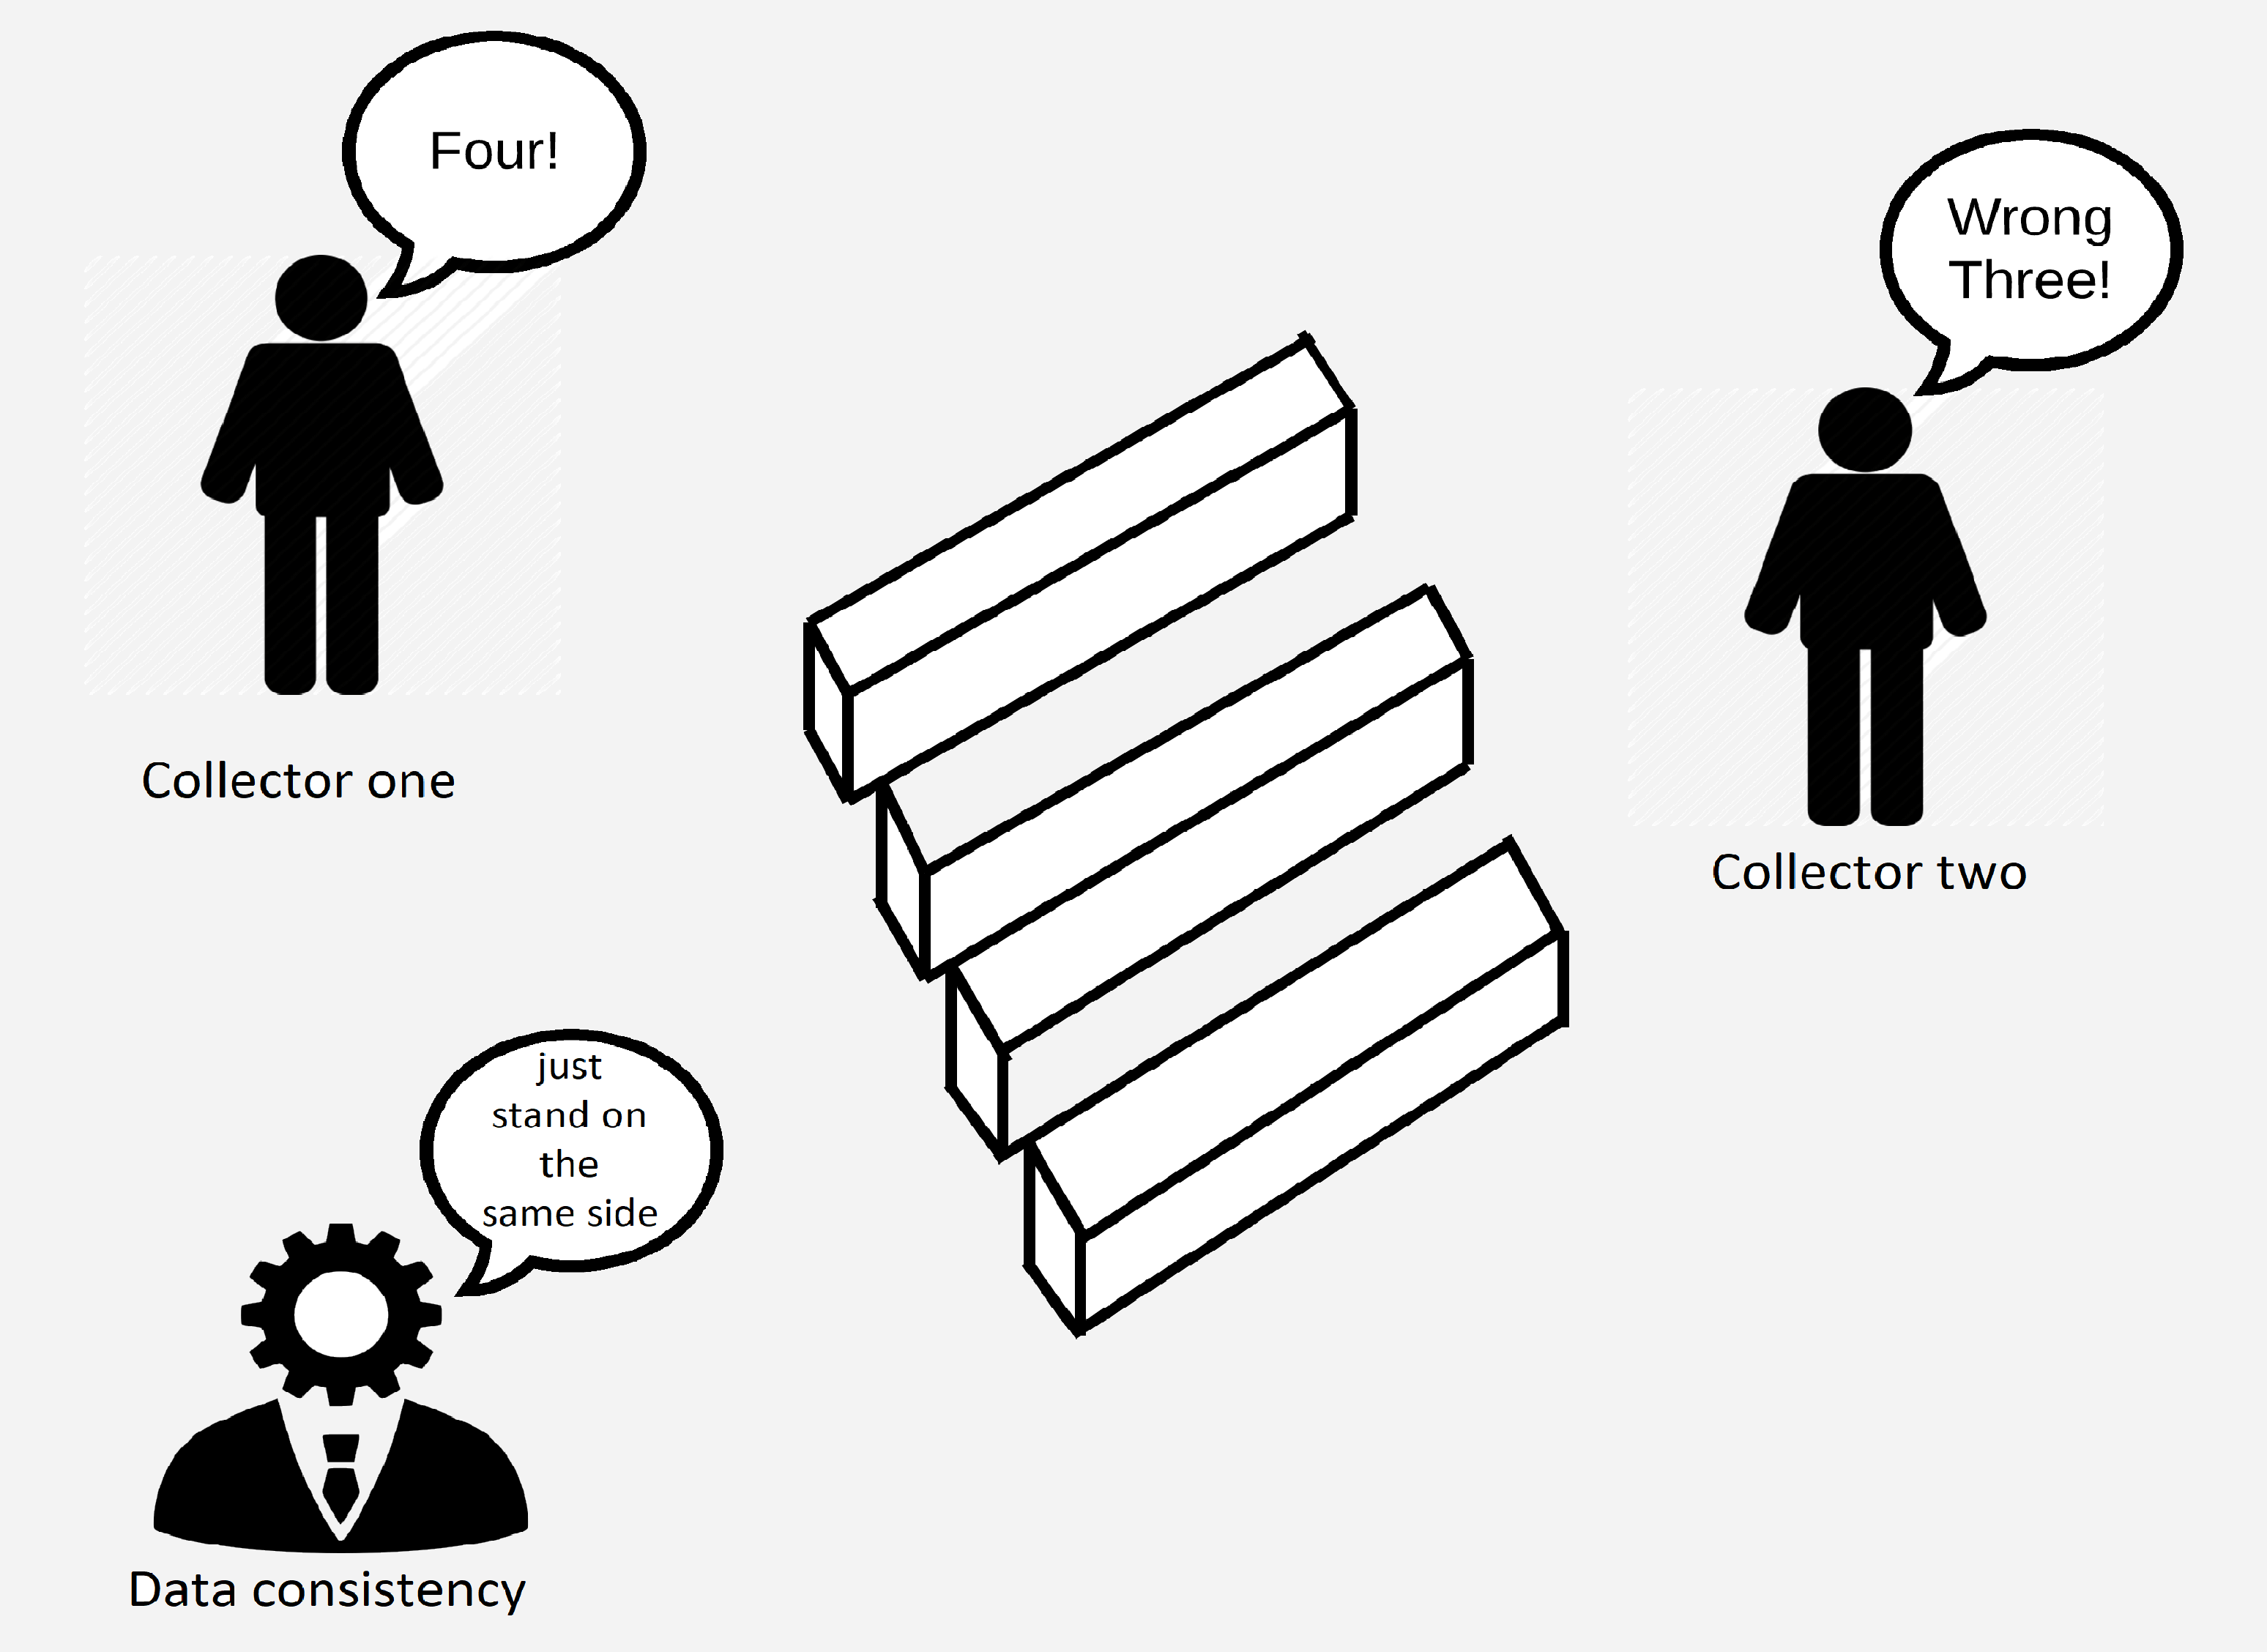 Four!
Wrong
Three!
Collector one
Collector two
just
stand on
the
same side
Data consistency